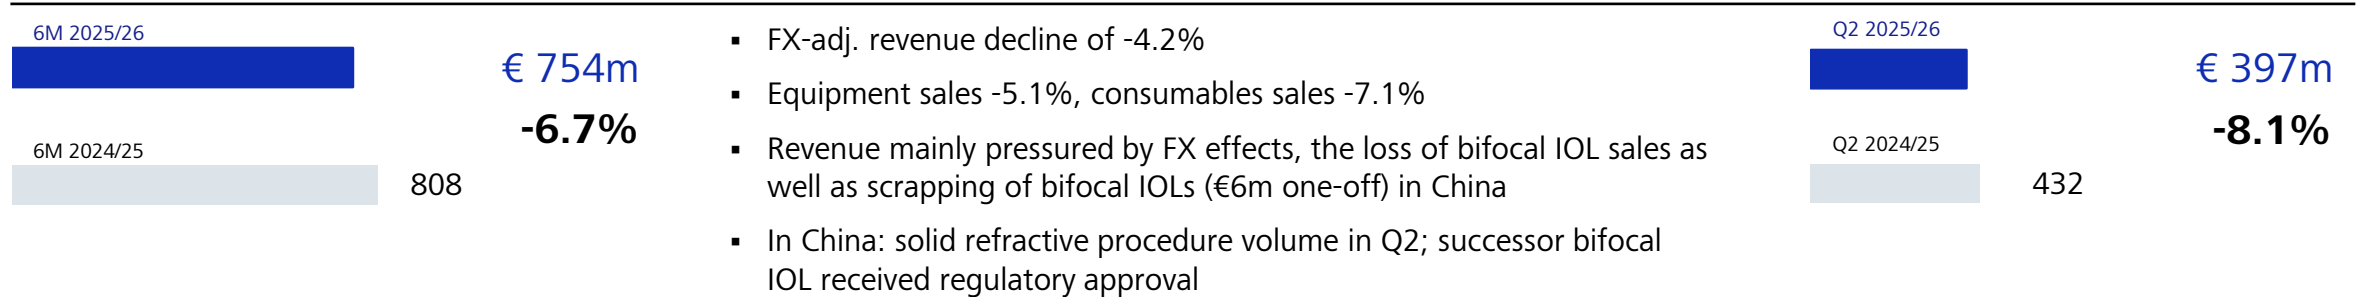 6M 2025/26
€ 754m
-6.7%
6M 2024/25
808
▪ FX-adj. revenue decline of -4.2%
▪ Equipment sales -5.1%, consumables sales -7.1%
▪ Revenue mainly pressured by FX effects, the loss of bifocal IOL sales as
well as scrapping of bifocal IOLs (€6m one-off) in China
▪ In China: solid refractive procedure volume in Q2; successor bifocal
IOL received regulatory approval
Q2 2025/26
€ 397m
-8.1%
Q2 2024/25
432